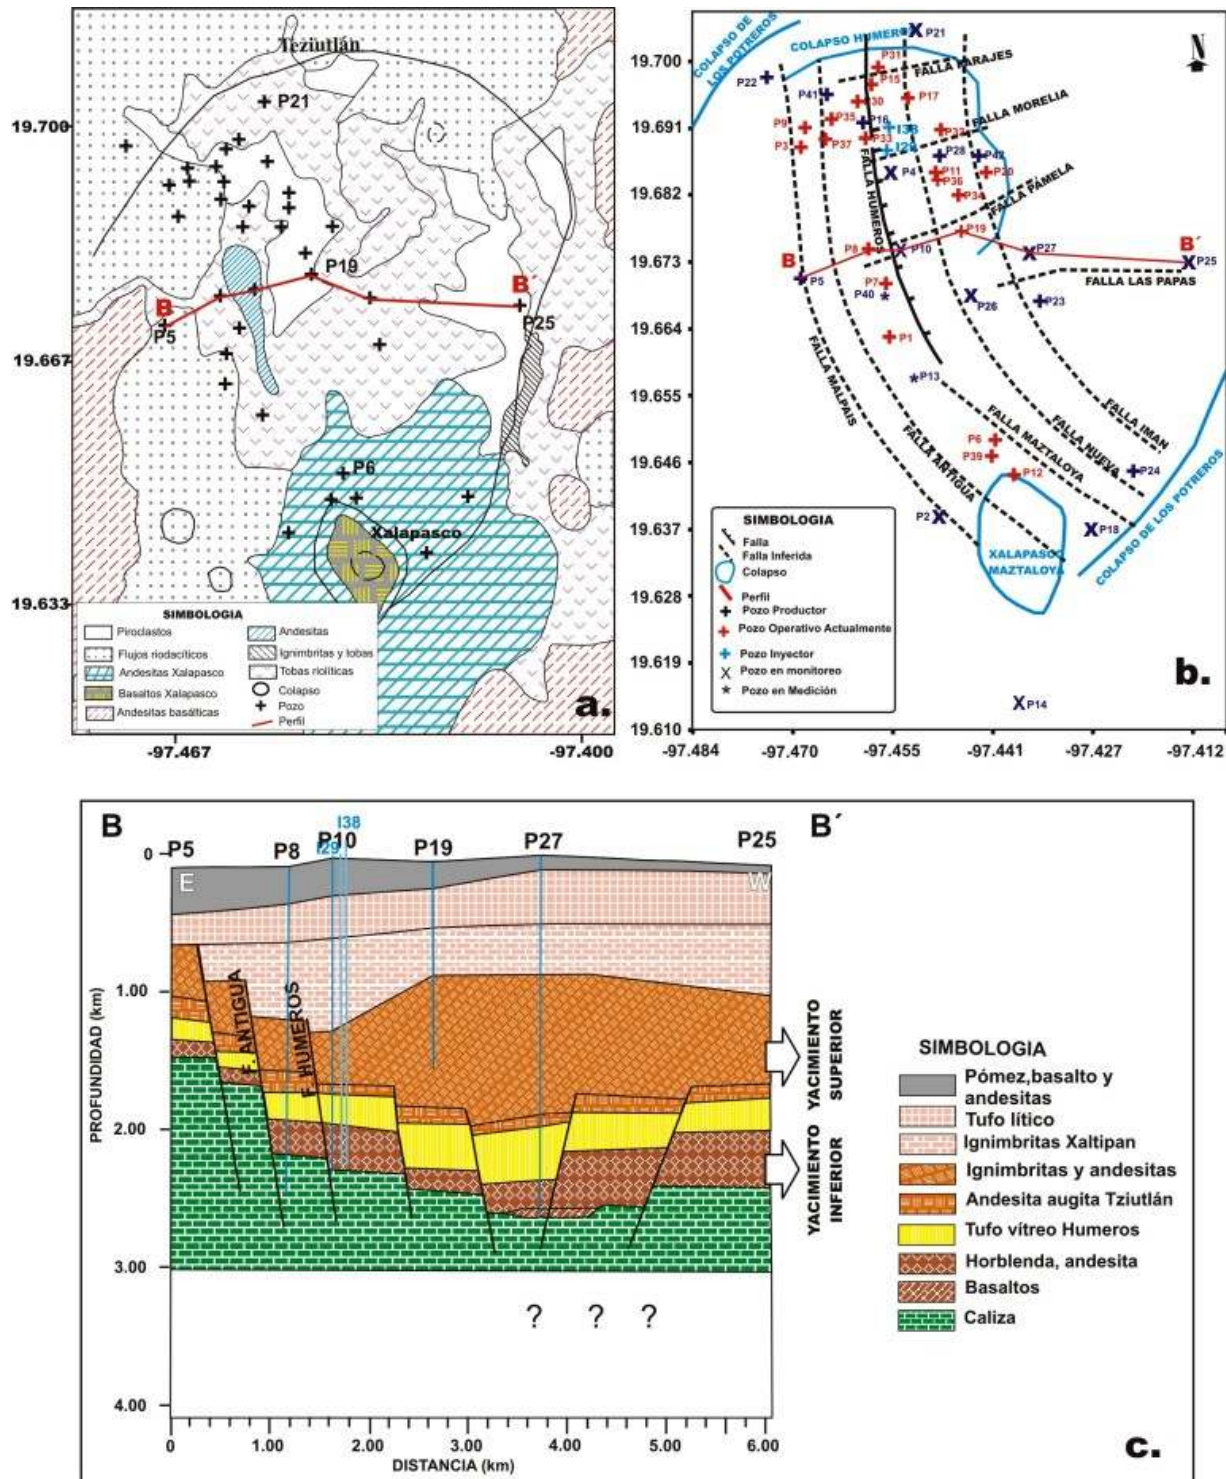 Teziutlán
P21
19.700
P19
B
B´
P5
P25
19.667
P6
Xalapasco
19.633
SIMBOLOGIA
Piroclastos
Flujos riodacíticos
Andesitas Xalapasco
Basaltos Xalapasco
Andesitas basálticas
Andesitas
Ignimbritas y tobas
Tobas riolíticas
Colapso
Pozo
Perfil
a.
-97.467
-97.400
COLAPSO DE
LOS POTREROS
COLAPSO HUMEROS
N
19.700
19.691
19.682
19.673
19.664
19.655
19.646
19.637
19.628
19.619
19.610
P21
P31
FALLA PARAJES
P22
P15
P41
P30
P17
P35
P16
FALLA MORELIA
P9
I38
P3
P37
P33
I29
P28
P42
P4
P11
P20
P36
P34
FALLA PAMELA
FALLA HUMEROS
P19
P8
P10
P27
B
B´
P25
P5
P7
FALLA LAS PAPAS
P40
P26
P23
P1
P13
FALLA MALPAIS
FALLA ANTIGUA
FALLA MAZTALOYA
FALLA NUEVA
FALLA IMAN
P6
P39
P12
P24
P2
P18
XALAPASCO
MAZTALOYA
COLAPSO DE LOS POTREROS
P14
SIMBOLOGIA
Falla
Falla Inferida
Colapso
Perfil
Pozo Productor
Pozo Operativo Actualmente
Pozo Inyector
Pozo en monitoreo
Pozo en Medición
b.
-97.484
-97.470
-97.455
-97.441
-97.427
-97.412
B
B´
I38
P5
P8
I29
P10
P19
P27
P25
E
W
0
1.00
2.00
3.00
4.00
PROFUNDIDAD (km)
F. ANTIGUA
F. HUMEROS
YACIMIENTO
SUPERIOR
YACIMIENTO
INFERIOR
? ? ?
SIMBOLOGIA
Pómez,basalto y
andesitas
Tufo lítico
Ignimbritas Xaltipan
Ignimbritas y andesitas
Andesita augita Tziutlán
Tufo vítreo Humeros
Horblenda, andesita
Basaltos
Caliza
0
1.00
2.00
3.00
4.00
5.00
6.00
DISTANCIA (km)
c.